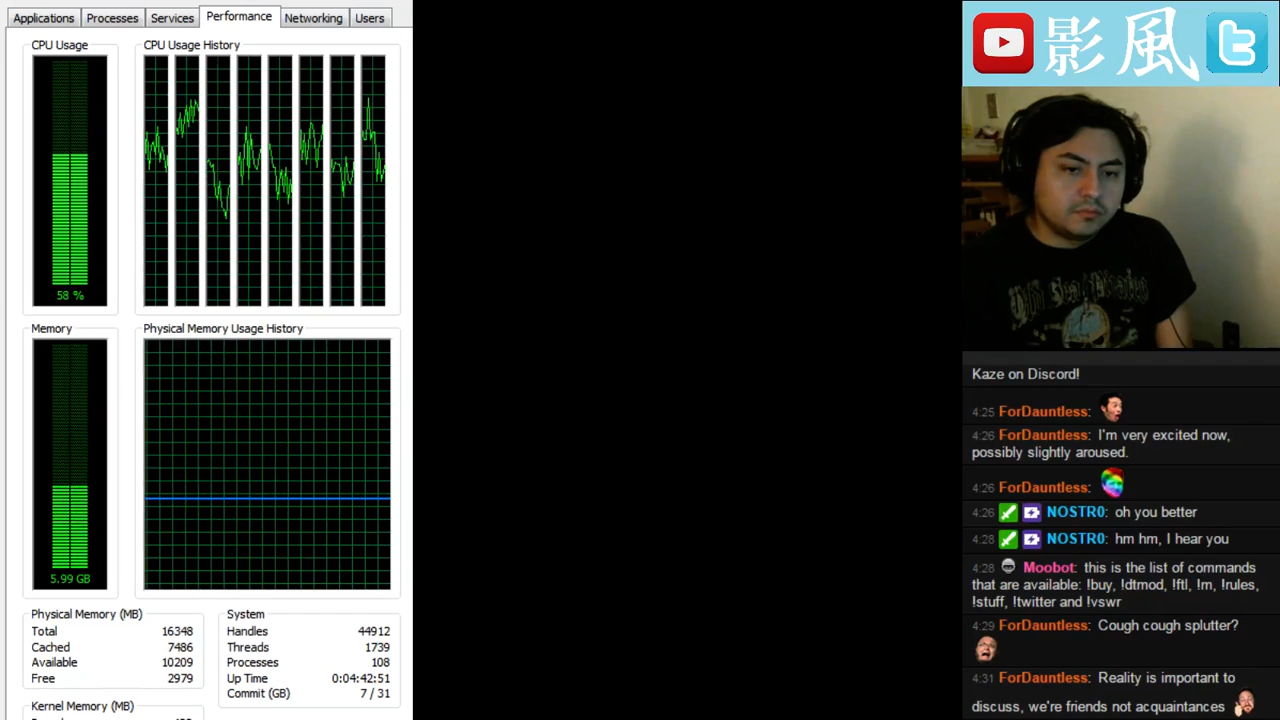 Applications Processes Services Performance Networking Users
CPU Usage
CPU Usage History
58 %
Memory
Physical Memory Usage History
5.99 GB
Physical Memory (MB)
Total 16348
Cached 7486
Available 10209
Free 2979
System
Handles 44912
Threads 1739
Processes 108
Up Time 0:04:42:51
Commit (GB) 7 / 31
Kernel Memory (MB)
影風
Kaze on Discord!
4:25 ForDauntless:
4:26 ForDauntless: I'm very excited now,
possibly slightly aroused.
4:26 ForDauntless:
4:26 NOSTR0: oh you better
4:28 NOSTR0: hm hm, I hear you
4:28 Moobot: this is the list of commands
that are available: !buy, !dtmod, !ftl, !m, !rules,
!stuff, !twitter and !vswr
4:29 ForDauntless: Cough cough splutter?
4:31 ForDauntless: Reality is important to
discuss, we're friends not acquaintances